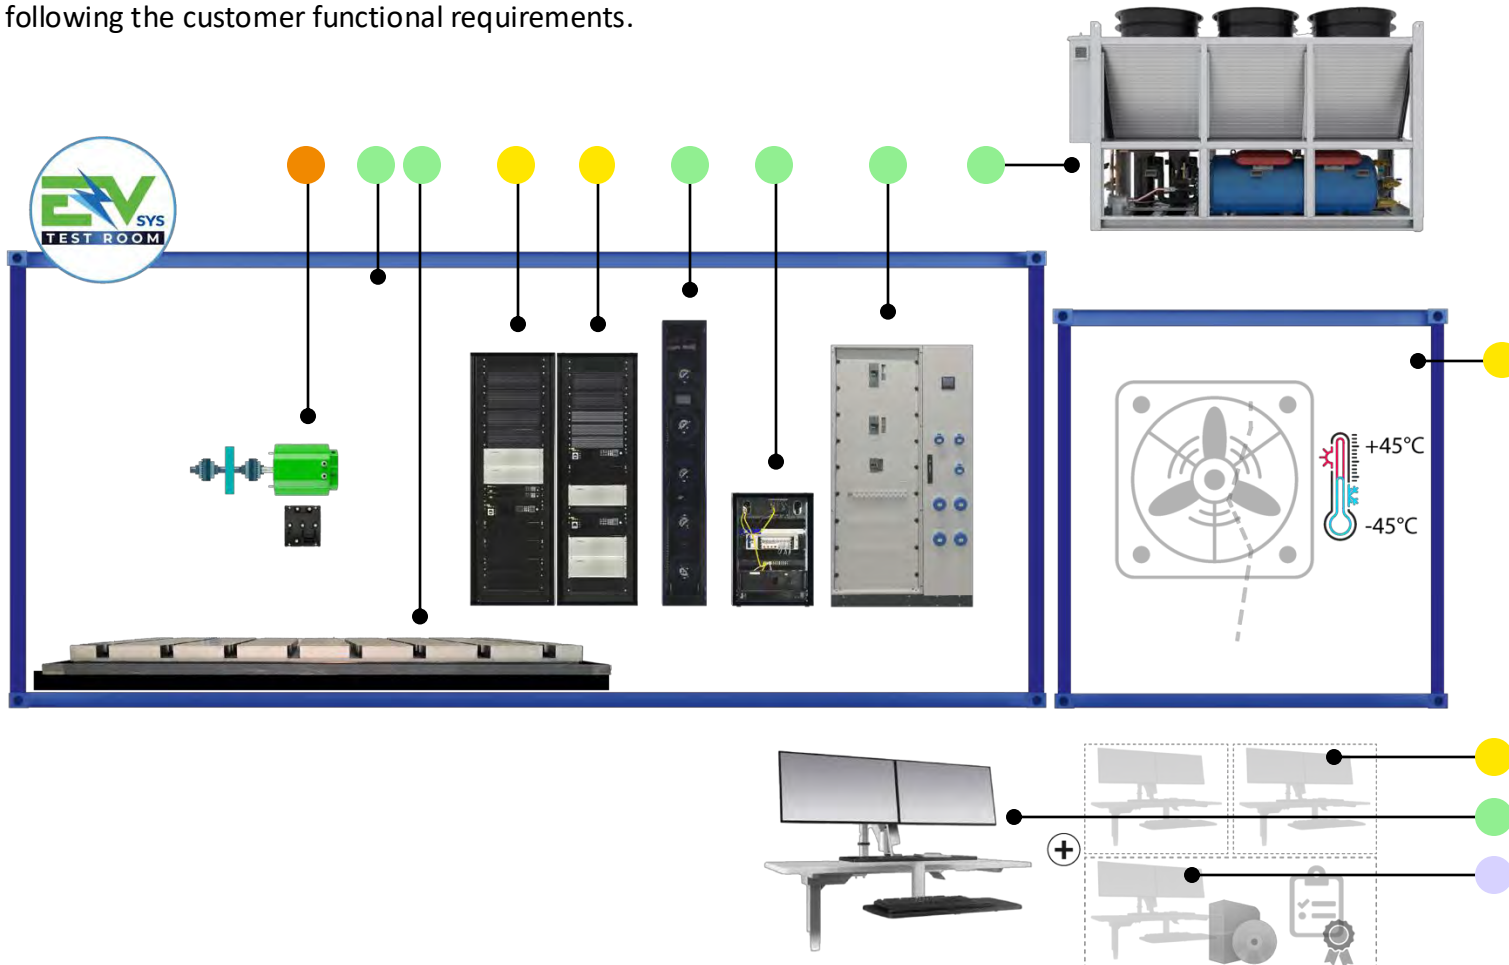 following the customer functional requirements.
EV
SYS
TEST ROOM
+45°C
-45°C